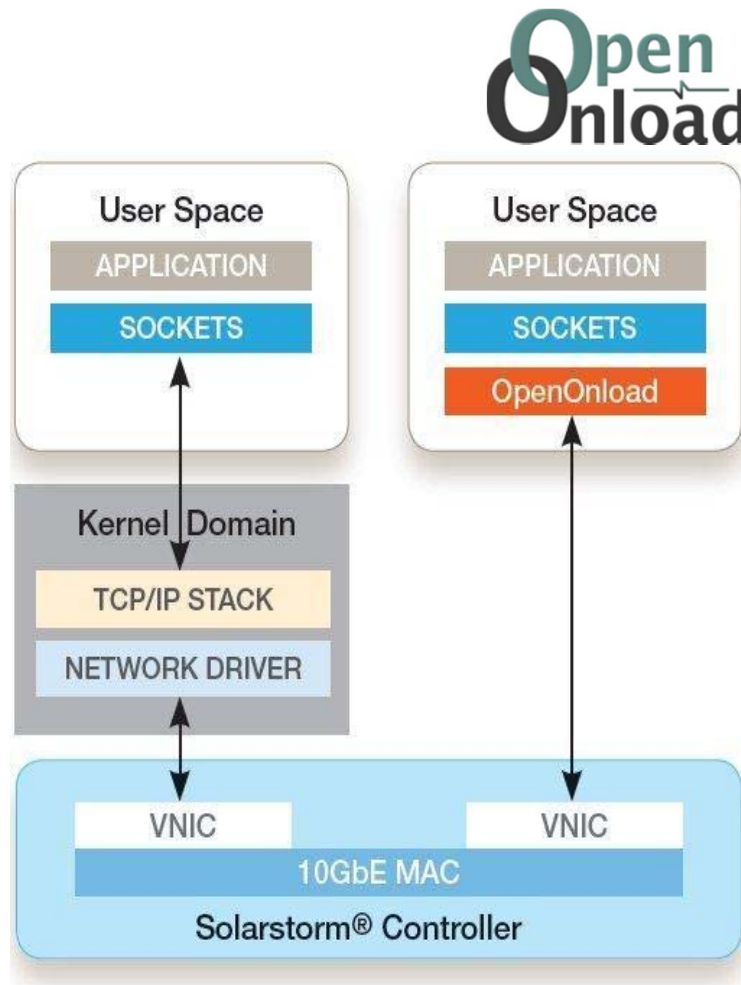 Open
Onload
User Space
APPLICATION
SOCKETS
User Space
APPLICATION
SOCKETS
OpenOnload
Kernel Domain
TCP/IP STACK
NETWORK DRIVER
VNIC
VNIC
10GbE MAC
Solarstorm® Controller